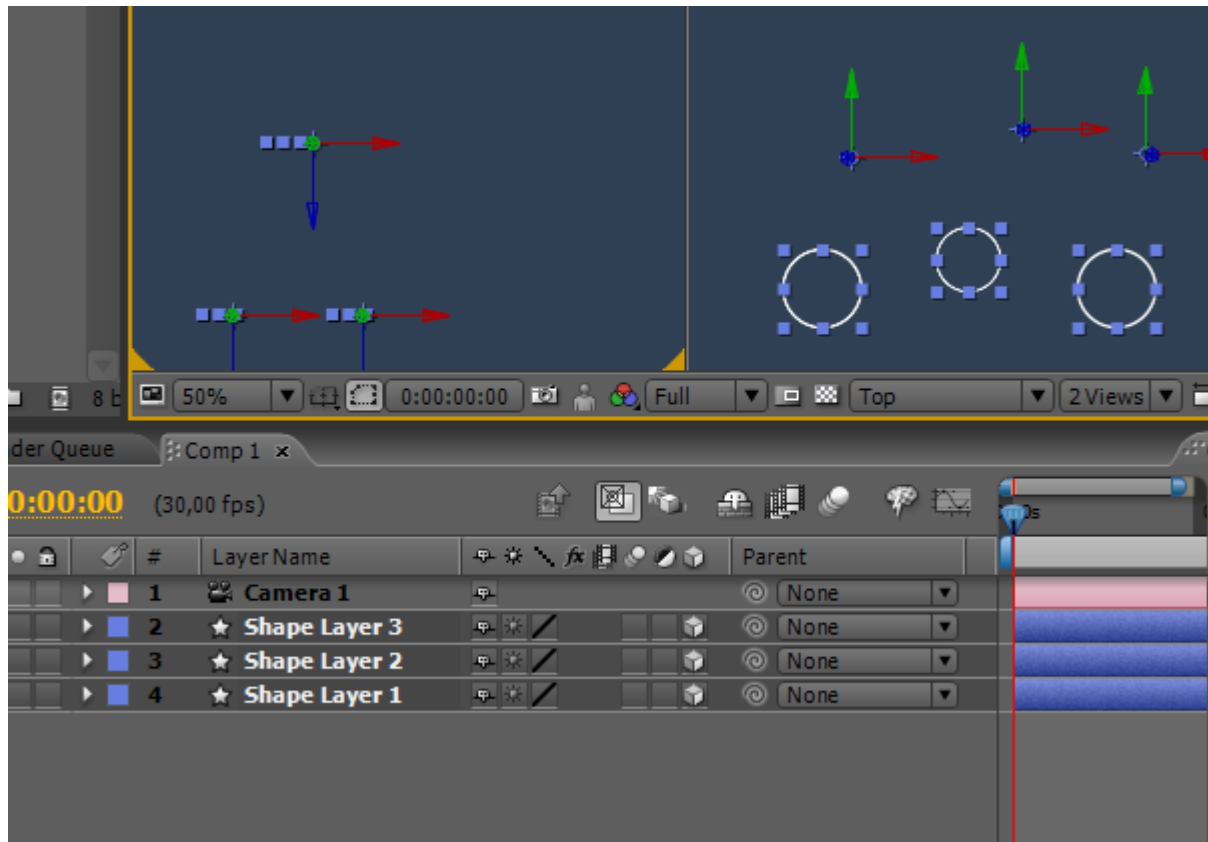 8 b 50% 0:00:00:00 Full Top 2 Views
der Queue Comp 1 x
0:00:00 (30,00 fps) 0s
# Layer Name fx Parent
1 Camera 1 None
2 Shape Layer 3 None
3 Shape Layer 2 None
4 Shape Layer 1 None